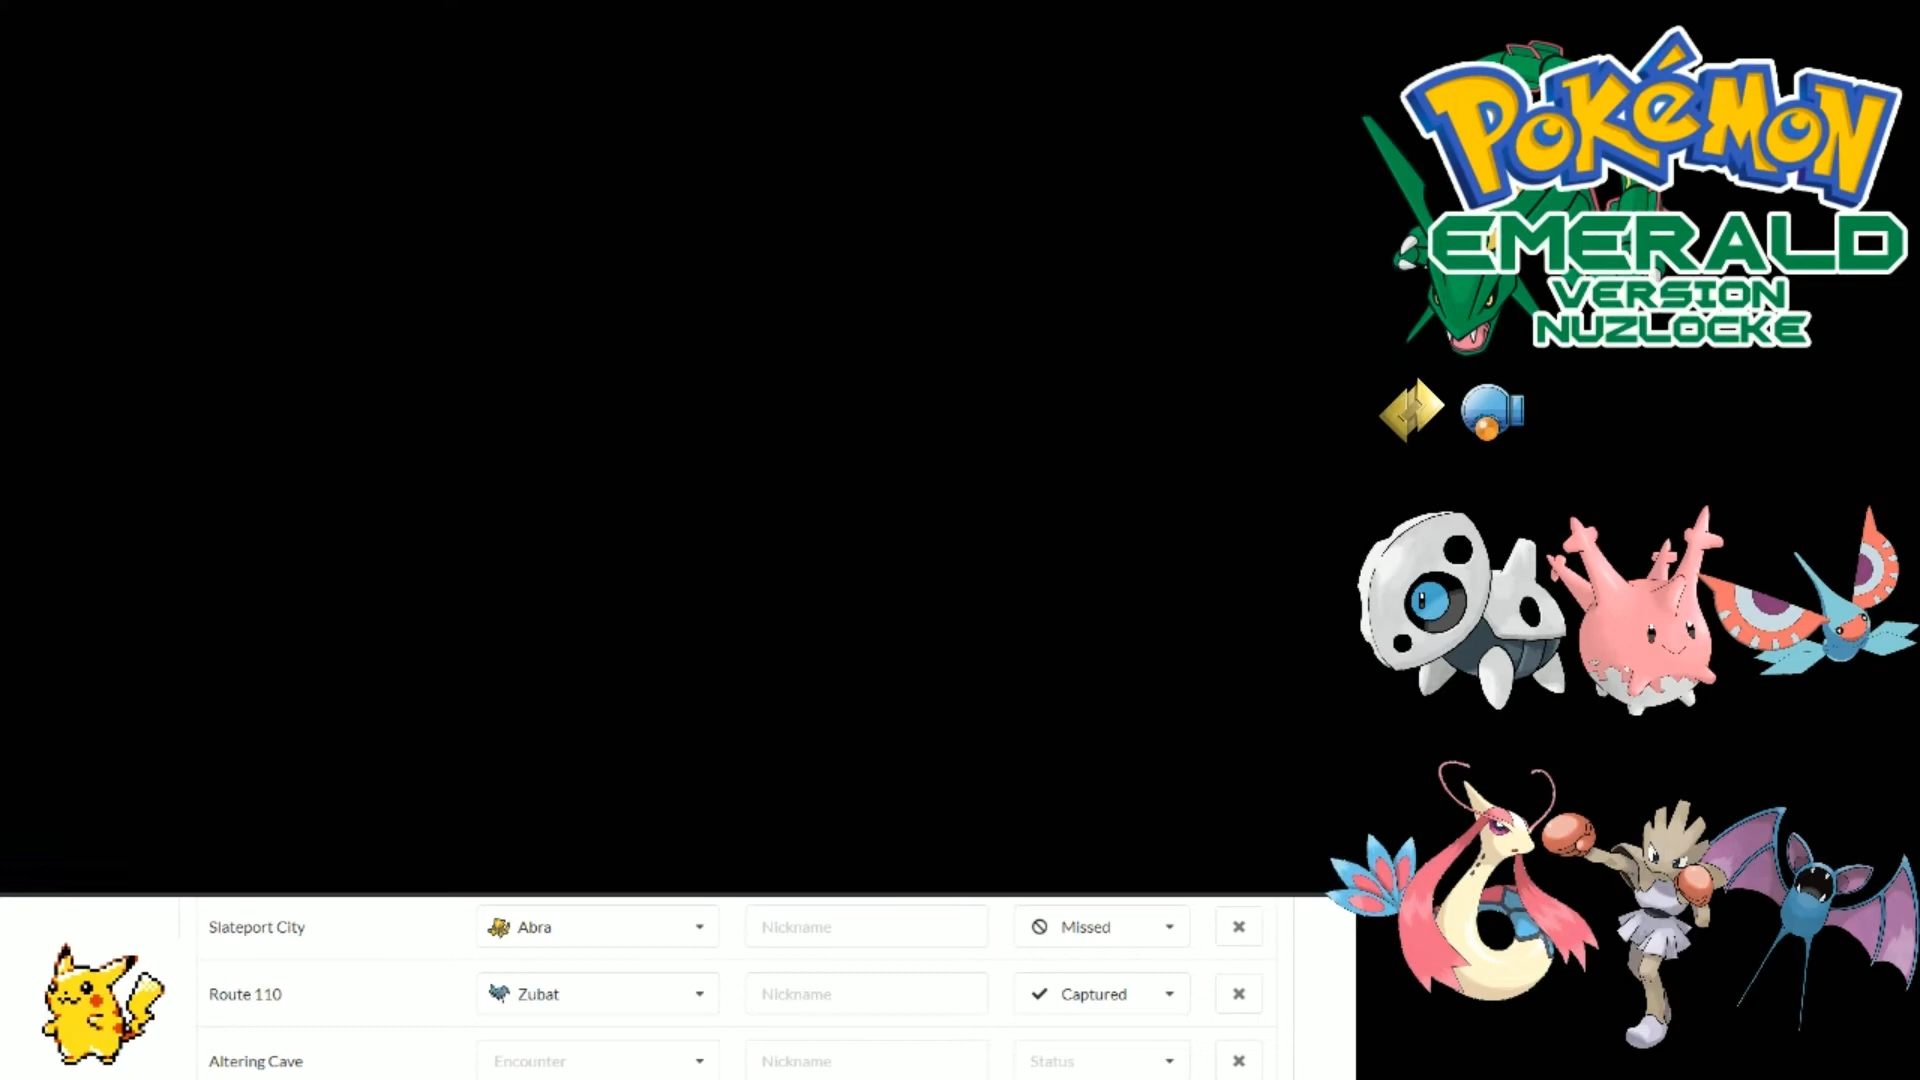 POKéMON
EMERALD
VERSION
NUZLOCKE
Slateport City Abra Nickname Missed
Route 110 Zubat Nickname Captured
Altering Cave Encounter Nickname Status